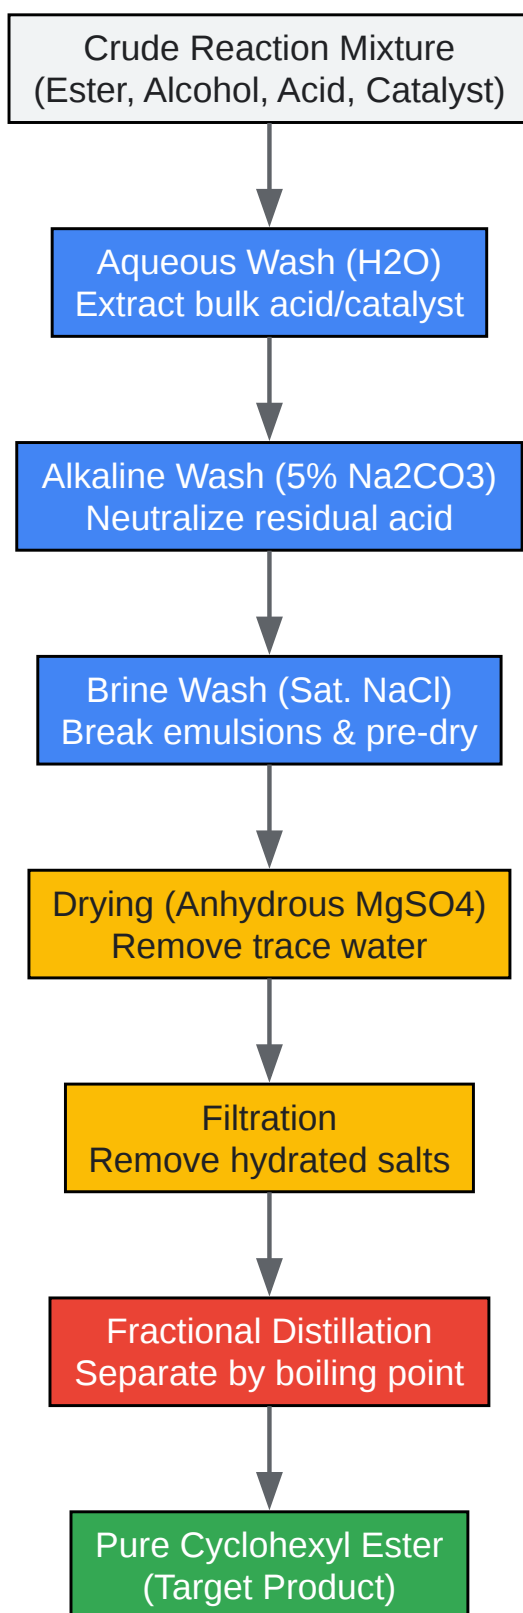 Crude Reaction Mixture
(Ester, Alcohol, Acid, Catalyst)
Aqueous Wash (H2O)
Extract bulk acid/catalyst
Alkaline Wash (5% Na2CO3)
Neutralize residual acid
Brine Wash (Sat. NaCl)
Break emulsions & pre-dry
Drying (Anhydrous MgSO4)
Remove trace water
Filtration
Remove hydrated salts
Fractional Distillation
Separate by boiling point
Pure Cyclohexyl Ester
(Target Product)